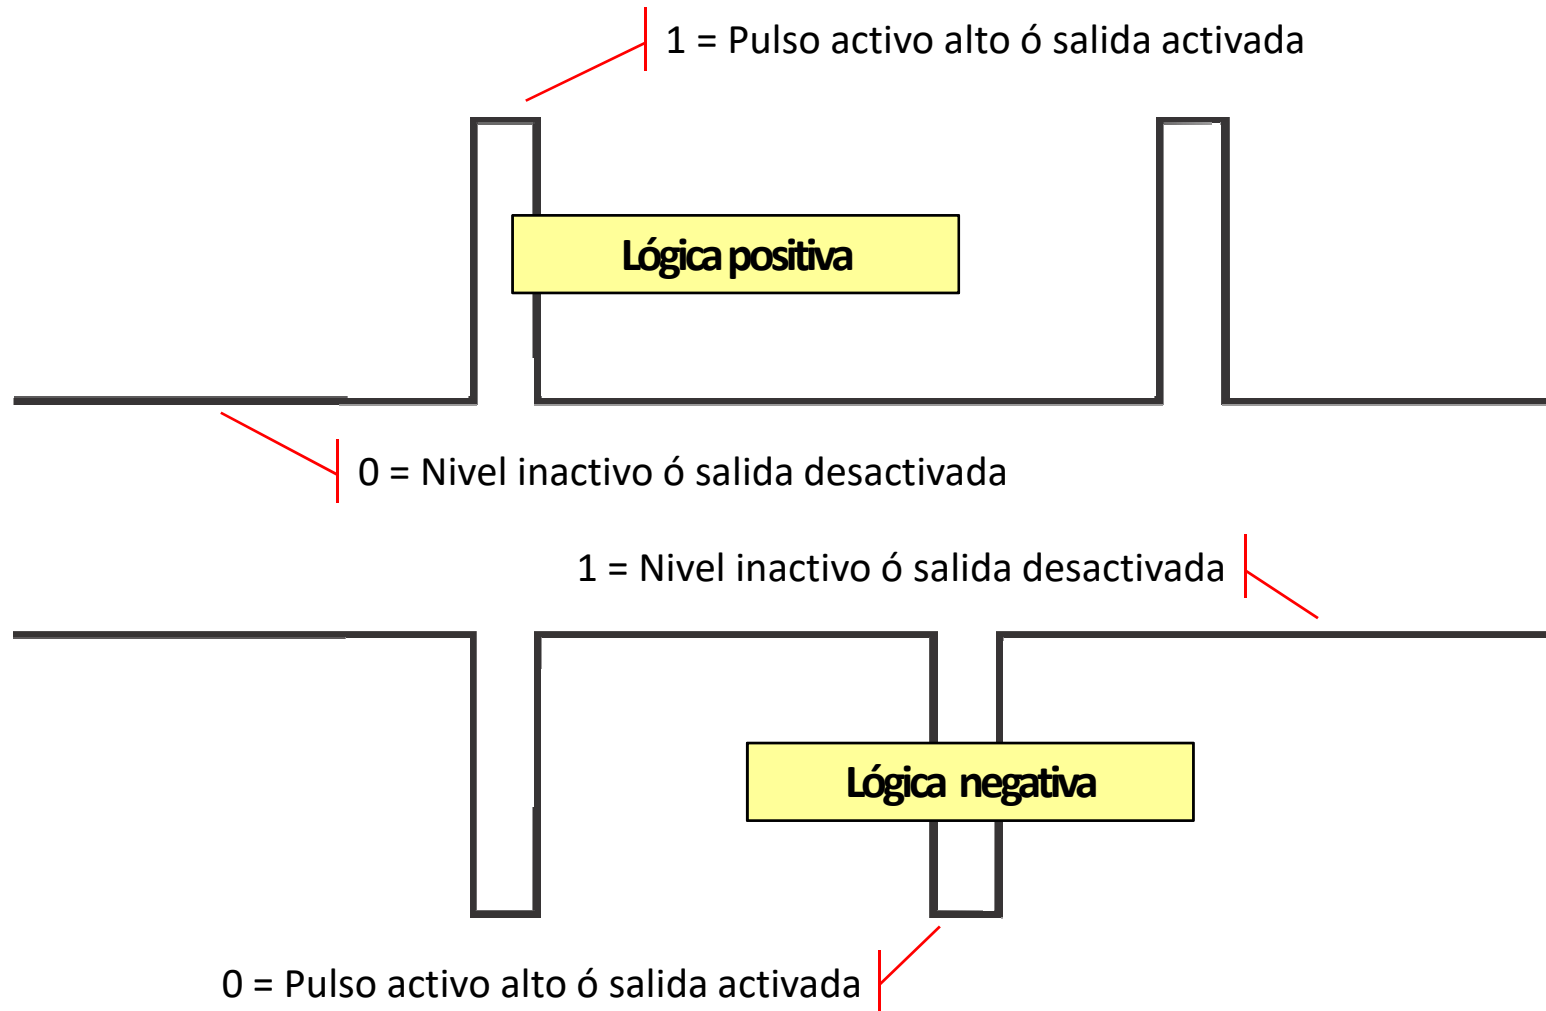 1 = Pulso activo alto ó salida activada
Lógica positiva
0 = Nivel inactivo ó salida desactivada
1 = Nivel inactivo ó salida desactivada
Lógica negativa
0 = Pulso activo alto ó salida activada